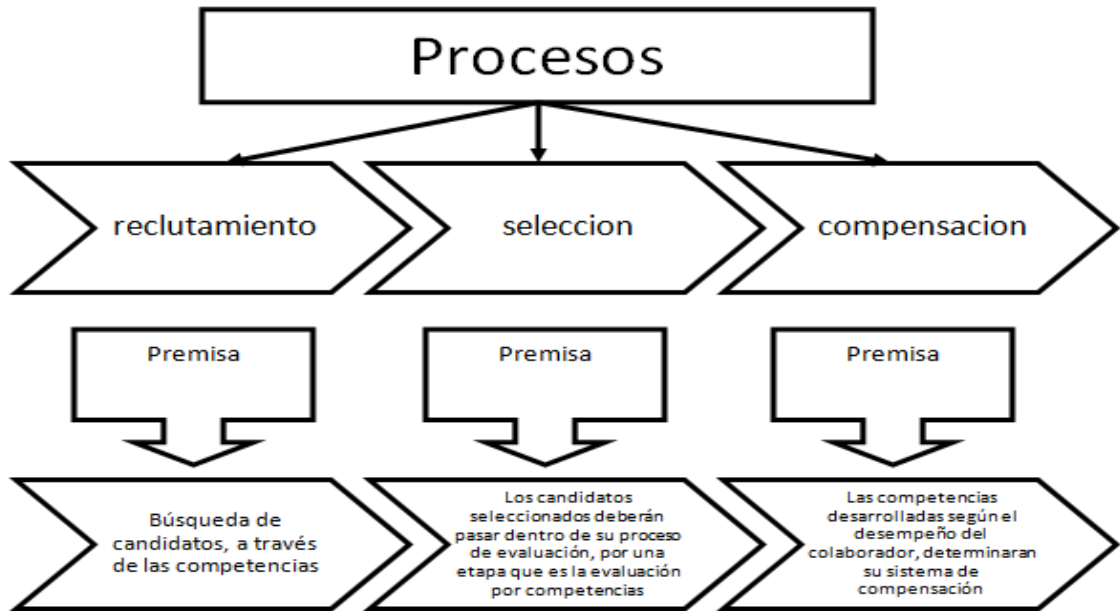 Procesos
reclutamiento
seleccion
compensacion
Premisa
Premisa
Premisa
Búsqueda de
candidatos, a través
de las competencias
Los candidatos
seleccionados deberán
pasar dentro de su proceso
de evaluación, por una
etapa que es la evaluación
por competencias
Las competencias
desarrolladas según el
desempeño del
colaborador, determinaran
su sistema de
compensación